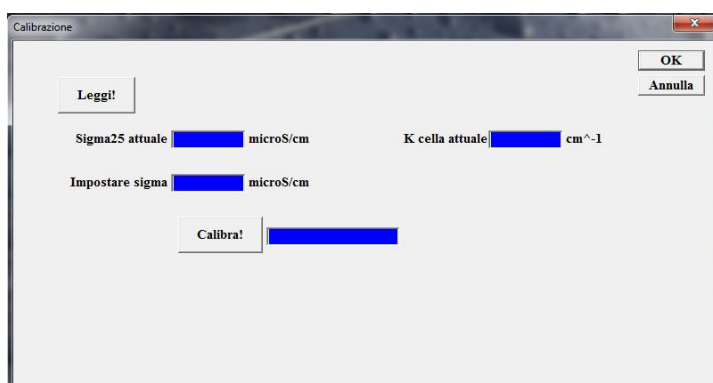 Calibrazione
OK
Annulla
Leggi!
Sigma25 attuale microS/cm K cella attuale cm^-1
Impostare sigma microS/cm
Calibra!